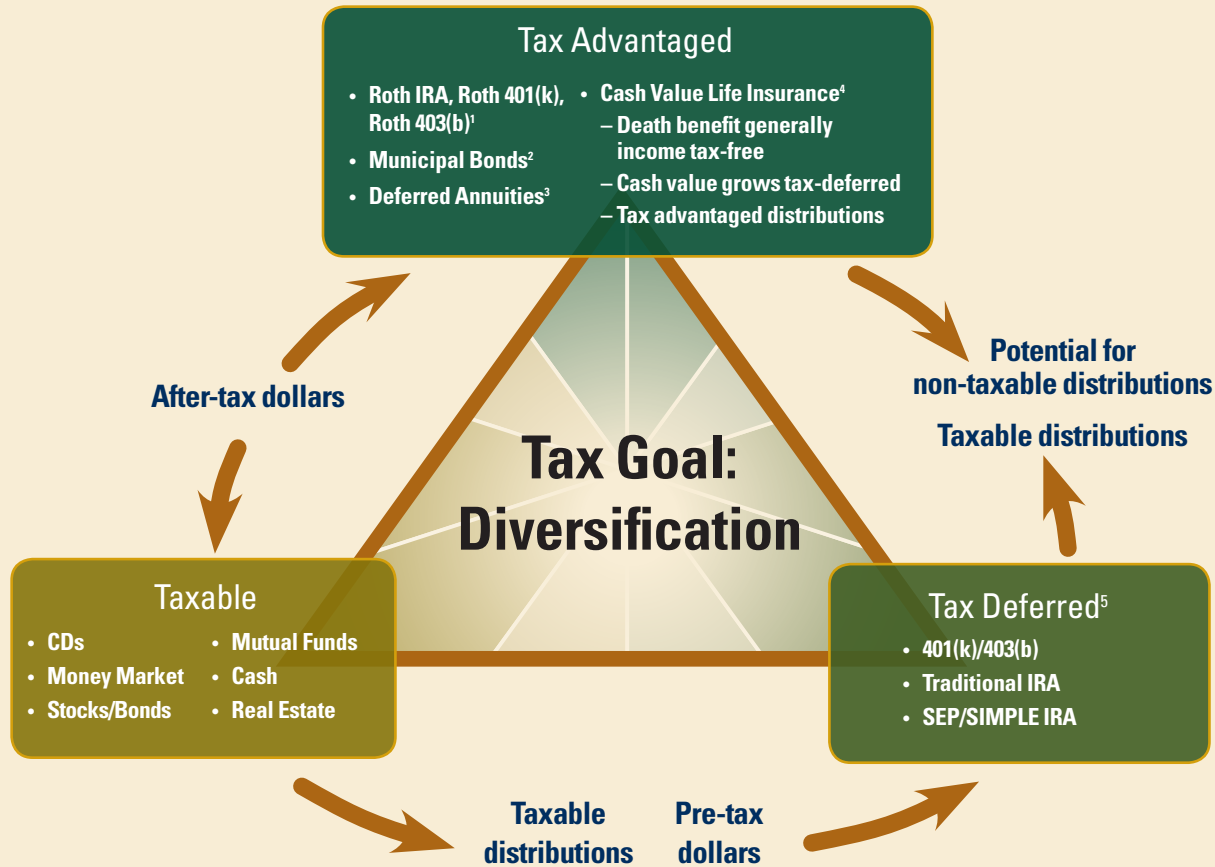 Tax Advantaged
• Roth IRA, Roth 401(k),
Roth 403(b)¹
• Municipal Bonds²
• Deferred Annuities³
• Cash Value Life Insurance⁴
– Death benefit generally
income tax-free
– Cash value grows tax-deferred
– Tax advantaged distributions
After-tax dollars
Potential for
non-taxable distributions
Taxable distributions
Tax Goal:
Diversification
Taxable
• CDs
• Money Market
• Stocks/Bonds
• Mutual Funds
• Cash
• Real Estate
Tax Deferred⁵
• 401(k)/403(b)
• Traditional IRA
• SEP/SIMPLE IRA
Taxable
distributions
Pre-tax
dollars